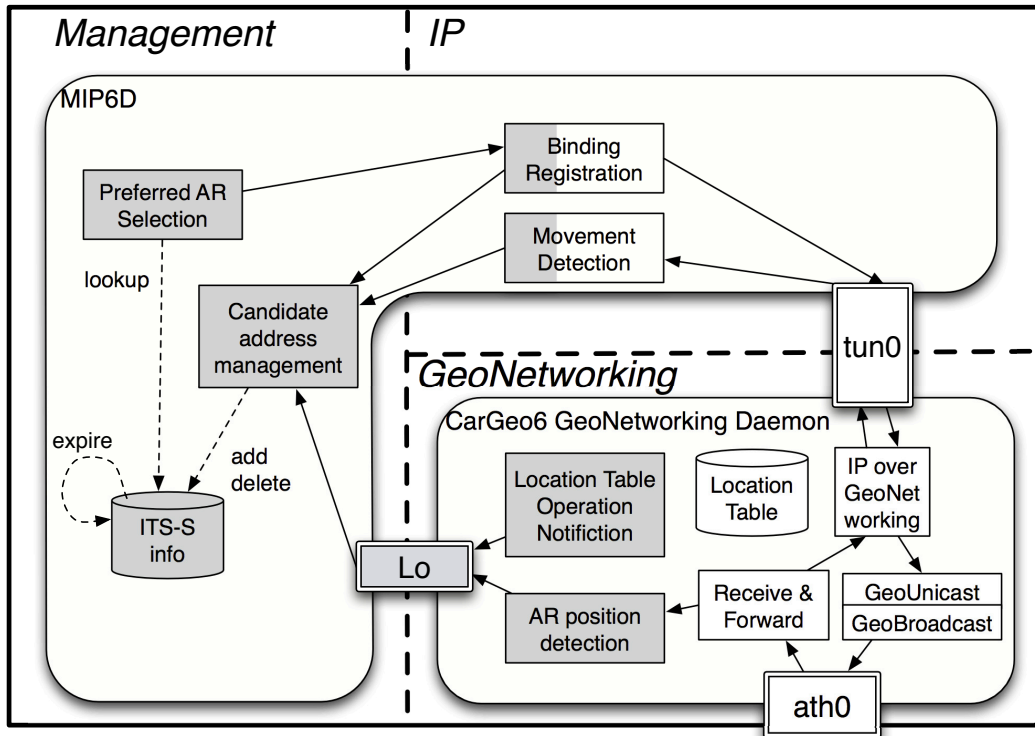 Management
IP
MIP6D
Binding
Registration
Preferred AR
Selection
Movement
Detection
lookup
Candidate
address
management
tun0
GeoNetworking
CarGeo6 GeoNetworking Daemon
expire
add
delete
Location Table
Operation
Notifiction
Location
Table
IP over
GeoNet
working
ITS-S
info
Lo
AR position
detection
Receive &
Forward
GeoUnicast
GeoBroadcast
ath0